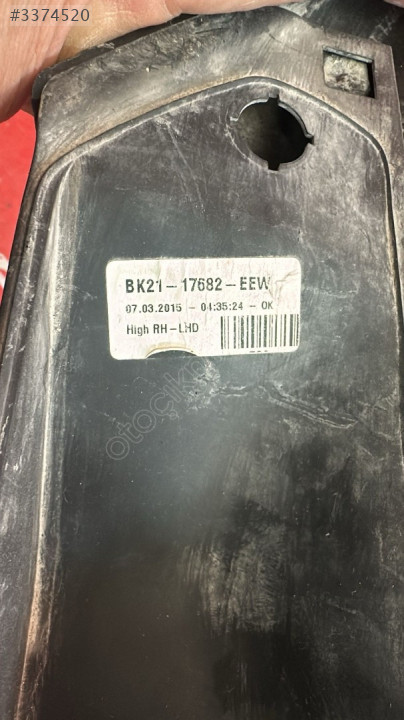 #3374520
BK21-17682-EEW
07.03.2015 - 04:35:24 - OK
High RH-LHD